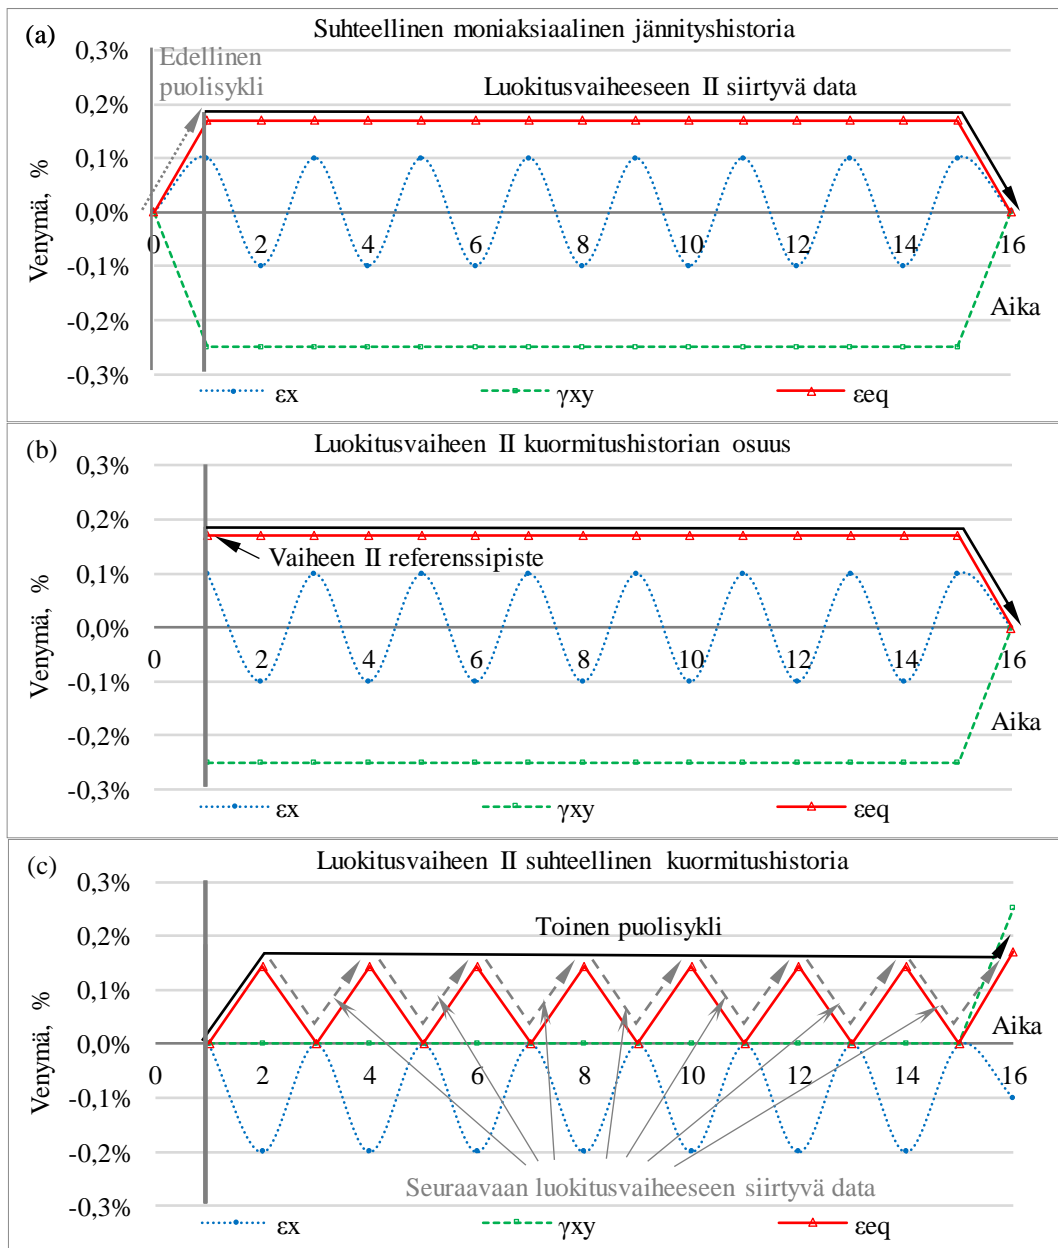 (a)
Suhteellinen moniaksiaalinen jännityshistoria
0,3%
Edellinen
puolisykli
Luokitusvaiheeseen II siirtyvä data
0,2%
0,1%
0,0%
-0,1%
-0,2%
-0,3%
Venymä, %
0 2 4 6 8 10 12 14 16
Aika
εx γxy εeq
(b)
Luokitusvaiheen II kuormitushistorian osuus
0,3%
0,2%
Vaiheen II referenssipiste
0,1%
0,0%
-0,1%
-0,2%
-0,3%
Venymä, %
0 2 4 6 8 10 12 14 16
Aika
εx γxy εeq
(c)
Luokitusvaiheen II suhteellinen kuormitushistoria
0,3%
Toinen puolisykli
0,2%
0,1%
0,0%
-0,1%
-0,2%
-0,3%
Venymä, %
Aika
0 2 4 6 8 10 12 14 16
Seuraavaan luokitusvaiheeseen siirtyvä data
εx γxy εeq